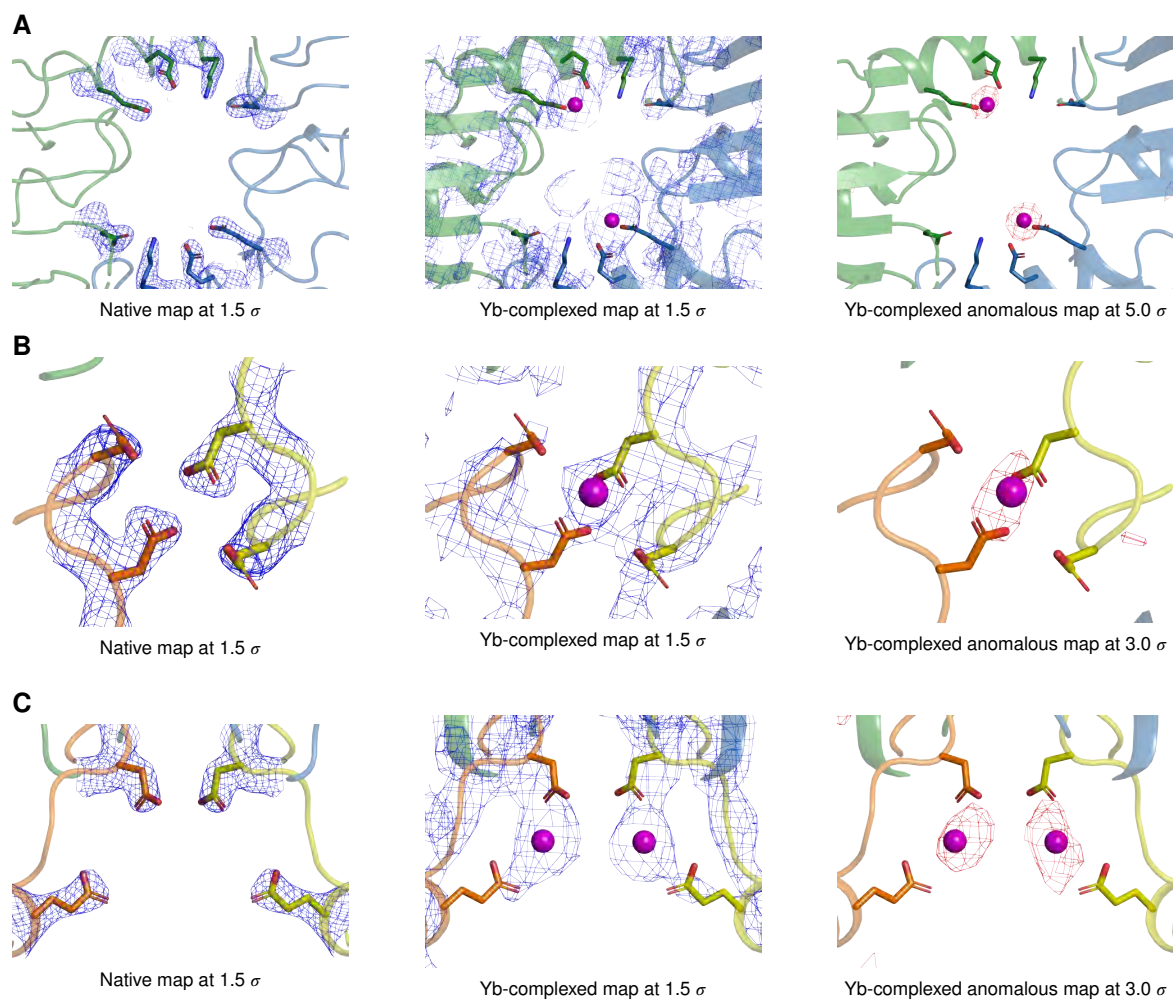 A
Native map at 1.5 σ
Yb-complexed map at 1.5 σ
Yb-complexed anomalous map at 5.0 σ
B
Native map at 1.5 σ
Yb-complexed map at 1.5 σ
Yb-complexed anomalous map at 3.0 σ
C
Native map at 1.5 σ
Yb-complexed map at 1.5 σ
Yb-complexed anomalous map at 3.0 σ